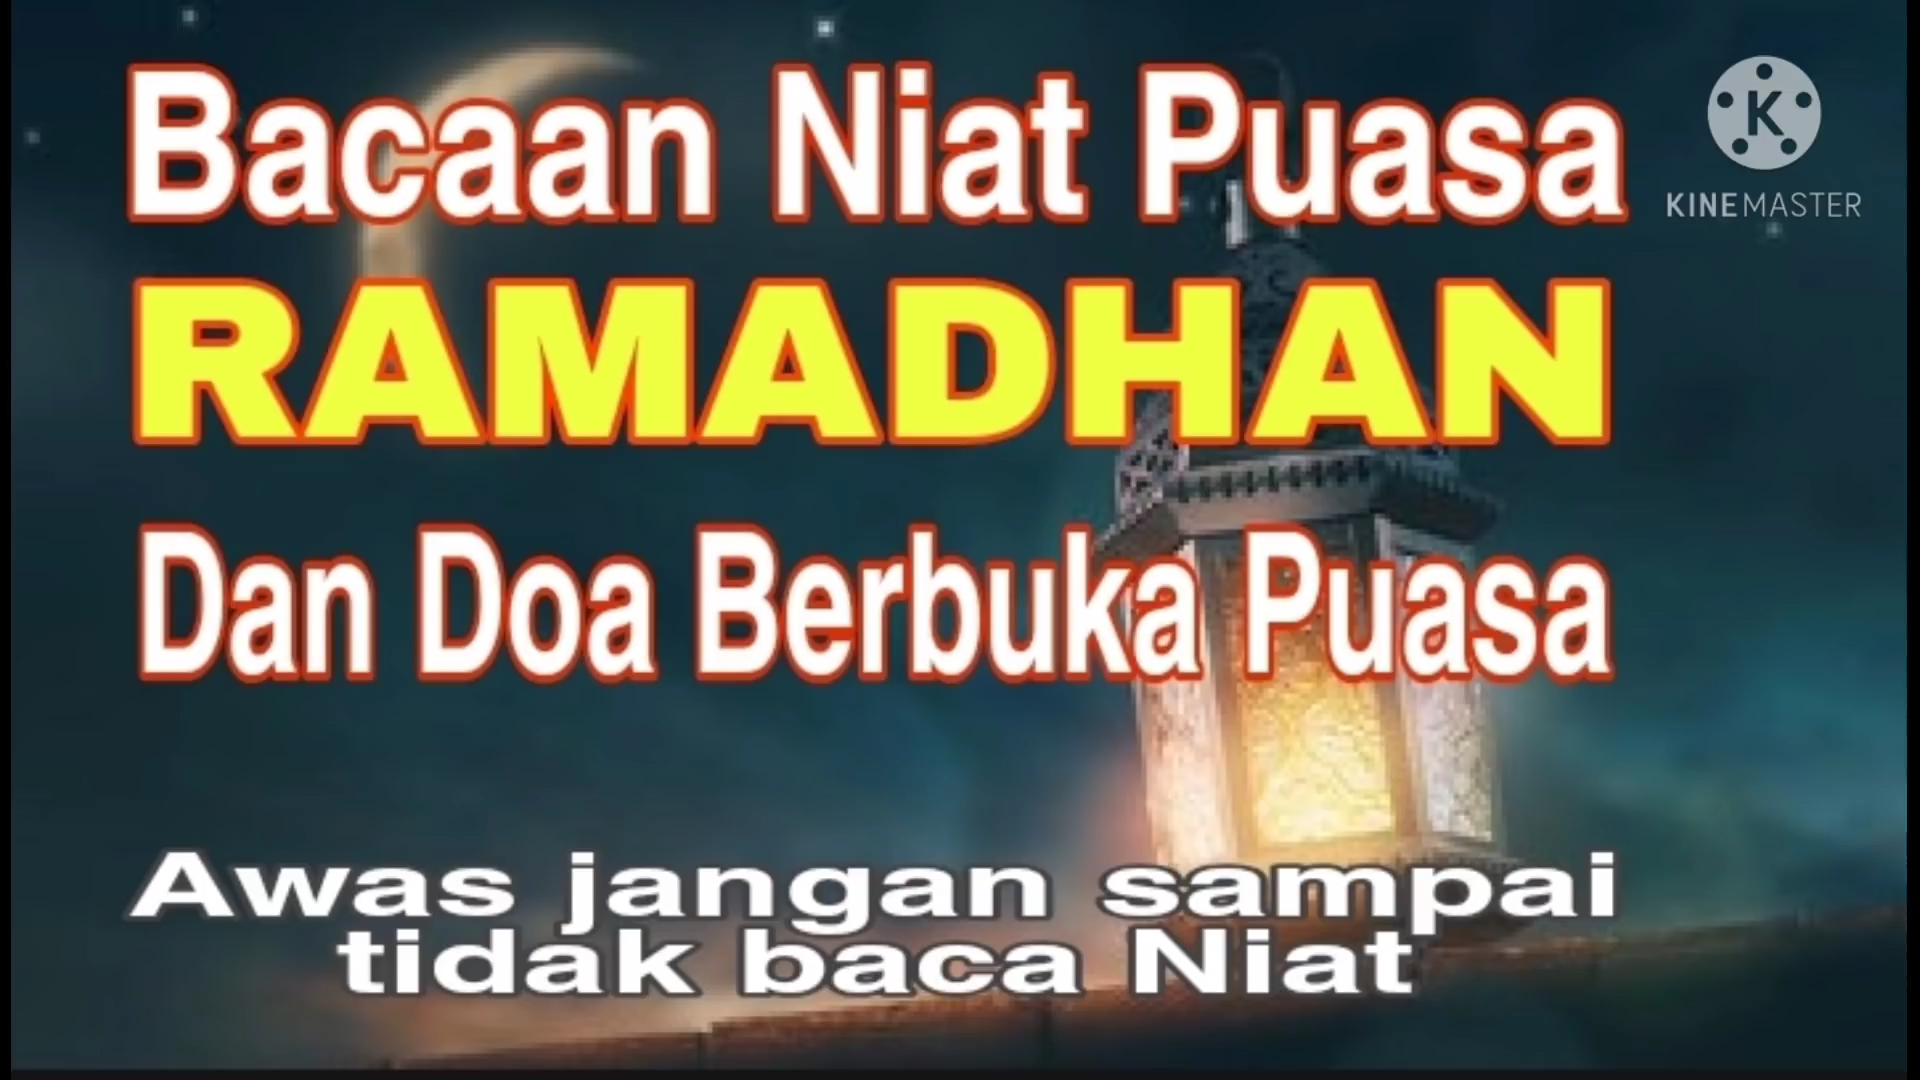 Bacaan Niat Puasa
RAMADHAN
Dan Doa Berbuka Puasa
Awas jangan sampai
tidak baca Niat
K
KINEMASTER